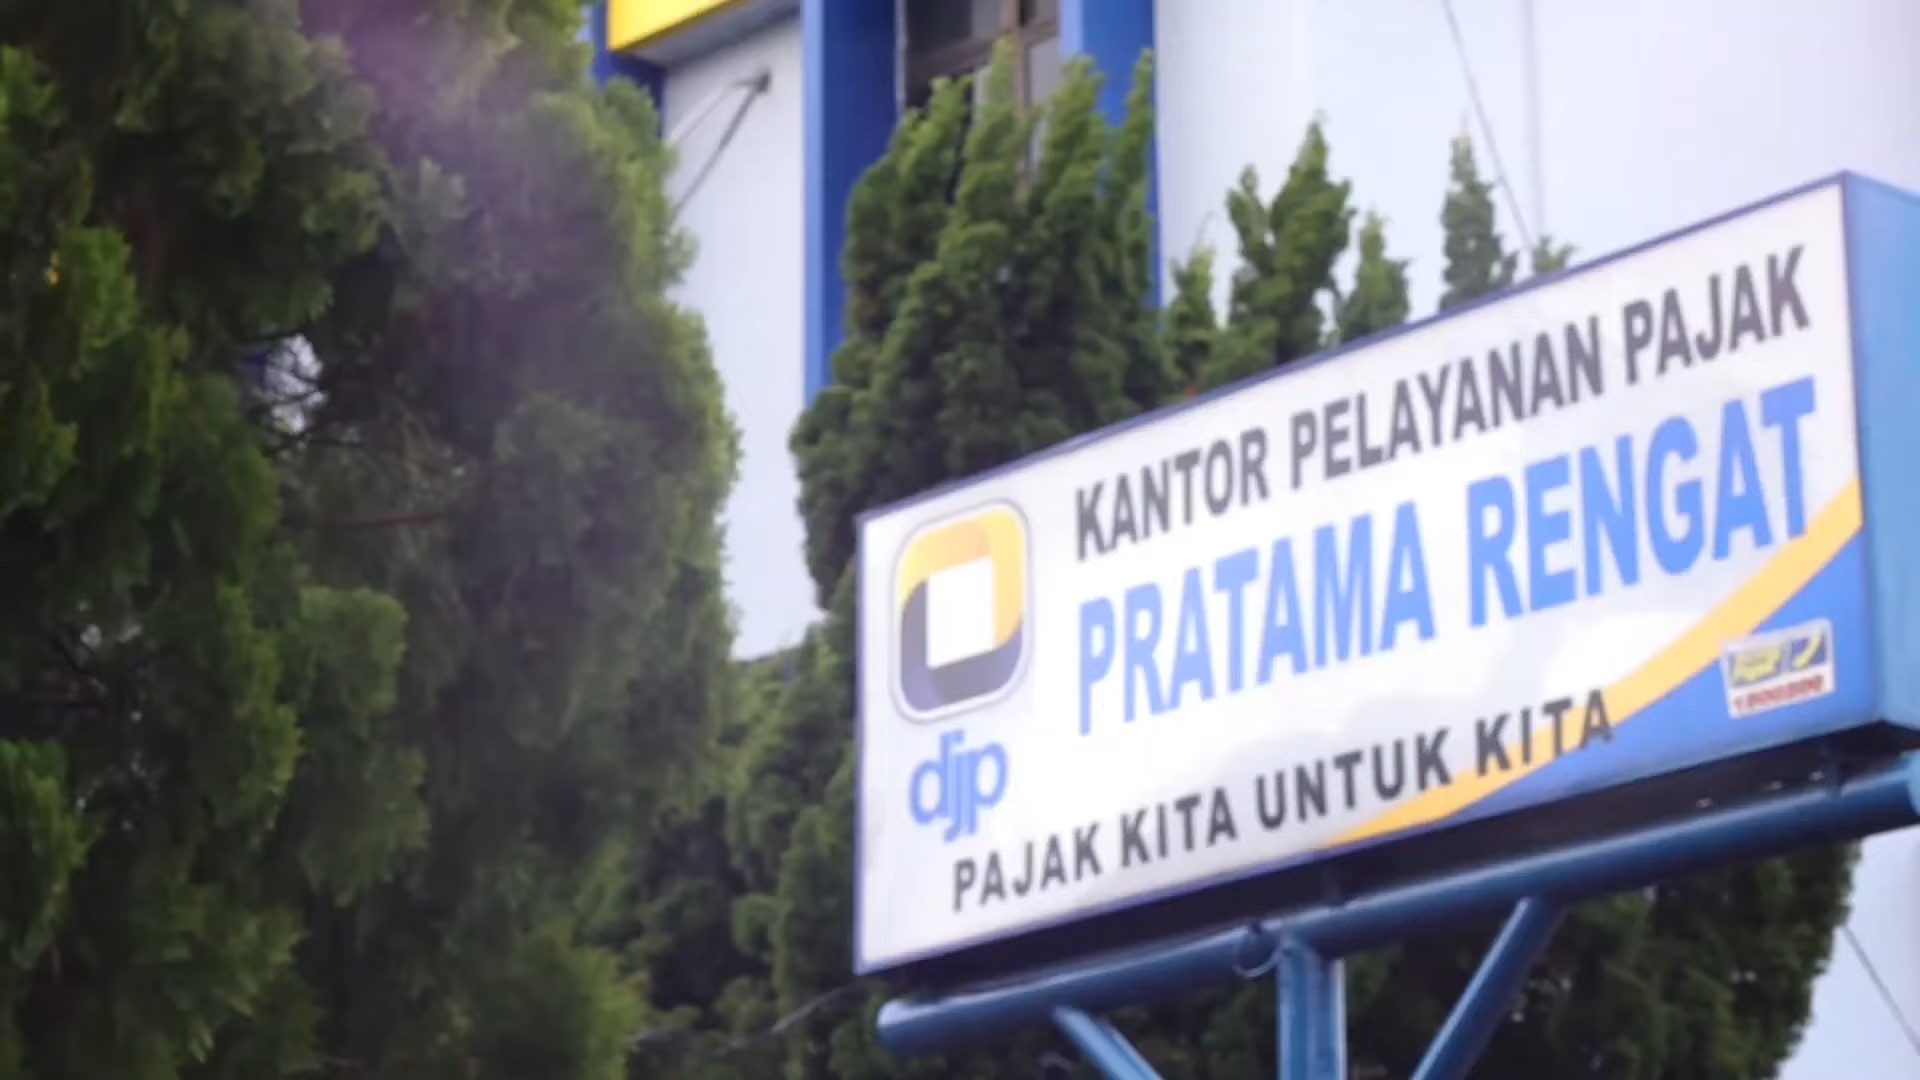 KANTOR PELAYANAN PAJAK
PRATAMA RENGAT
djp
PAJAK KITA UNTUK KITA